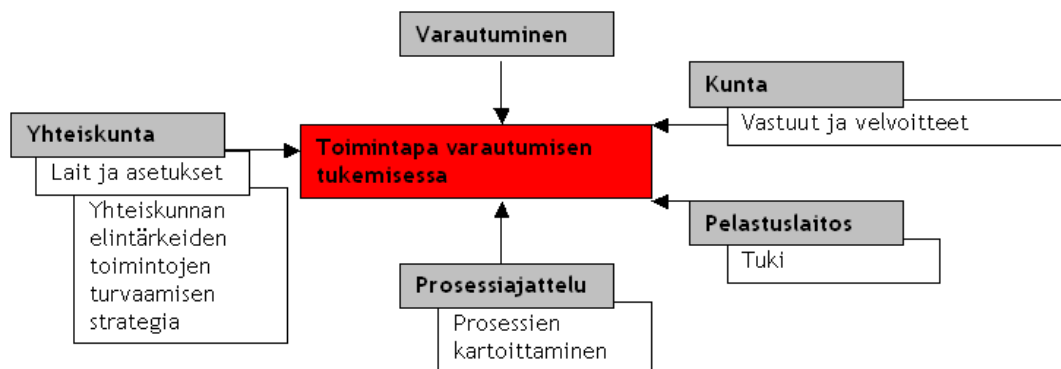 Varautuminen
Kunta
Vastuut ja velvoitteet
Yhteiskunta
Lait ja asetukset
Yhteiskunnan
elintärkeiden
toimintojen
turvaamisen
strategia
Toimintapa varautumisen
tukemisessa
Pelastuslaitos
Tuki
Prosessiajattelu
Prosessien
kartoittaminen